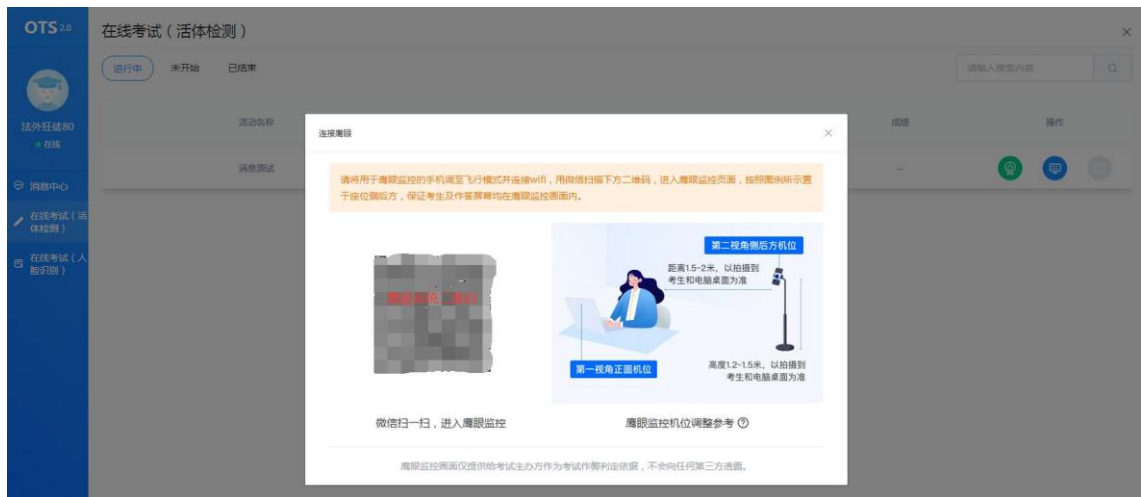 OTS 2.0
在线考试（活体检测）
进行中
未开始
已结束
请输入搜索内容
法外狂徒80
在线
消息中心
在线考试（活
体检测）
在线考试（人
脸识别）
活动名称
成绩
操作
消息测试
--
连接鹰眼
请将用于鹰眼监控的手机调至飞行模式并连接wifi，用微信扫描下方二维码，进入鹰眼监控页面，按照图例所示置
于座位侧后方，保证考生及作答屏幕均在鹰眼监控画面内。
第二视角侧后方机位
距离1.5-2米，以拍摄到
考生和电脑桌面为准
第一视角正面机位
高度1.2-1.5米，以拍摄到
考生和电脑桌面为准
微信扫一扫，进入鹰眼监控
鹰眼监控机位调整参考
鹰眼监控画面仅提供给考试主办方作为考试作弊判定依据，不会向任何第三方透露。